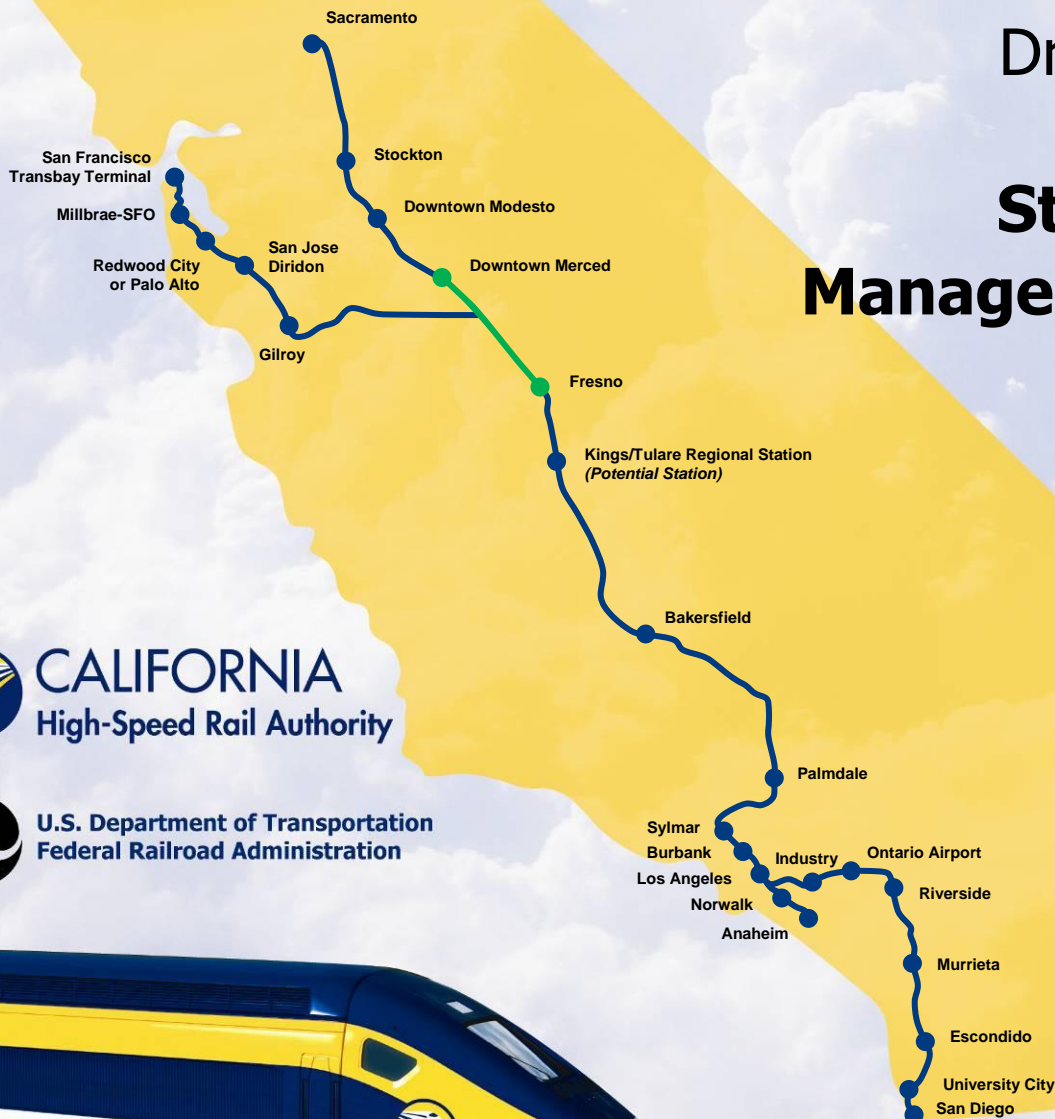 Sacramento
Dr
San Francisco
Transbay Terminal
Stockton
St
Millbrae-SFO
Downtown Modesto
Redwood City
or Palo Alto
San Jose
Diridon
Downtown Merced
Manage
Gilroy
Fresno
Kings/Tulare Regional Station
(Potential Station)
Bakersfield
CALIFORNIA
High-Speed Rail Authority
Palmdale
U.S. Department of Transportation
Federal Railroad Administration
Sylmar
Burbank
Los Angeles
Industry
Ontario Airport
Norwalk
Riverside
Anaheim
Murrieta
Escondido
University City
San Diego